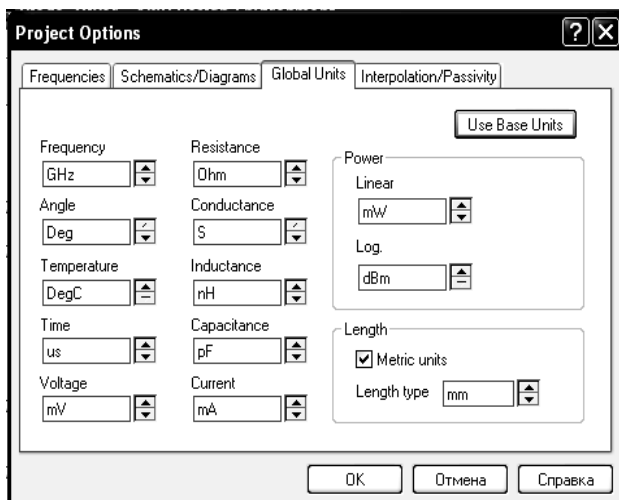 Project Options
Frequencies Schematics/Diagrams Global Units Interpolation/Passivity
Use Base Units
Frequency Resistance
GHz Ohm
Angle Conductance
Deg S
Temperature Inductance
DegC nH
Time Capacitance
us pF
Voltage Current
mV mA
Power
Linear
mW
Log.
dBm
Length
Metric units
Length type mm
OK Отмена Справка